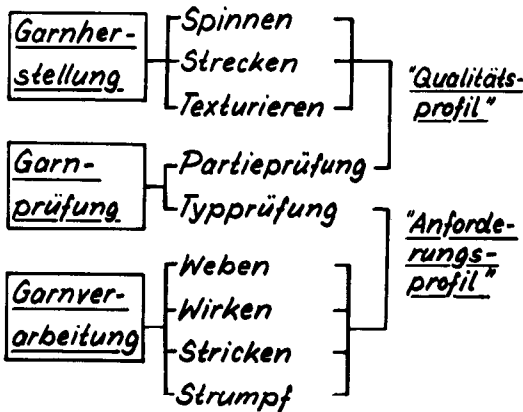 Garnher-
stellung
Spinnen
Strecken
Texturieren
"Qualitäts-
profil"
Garn-
prüfung
Partieprüfung
Typprüfung
"Anforde-
rungs-
profil"
Garnver-
arbeitung
Weben
Wirken
Stricken
Strumpf